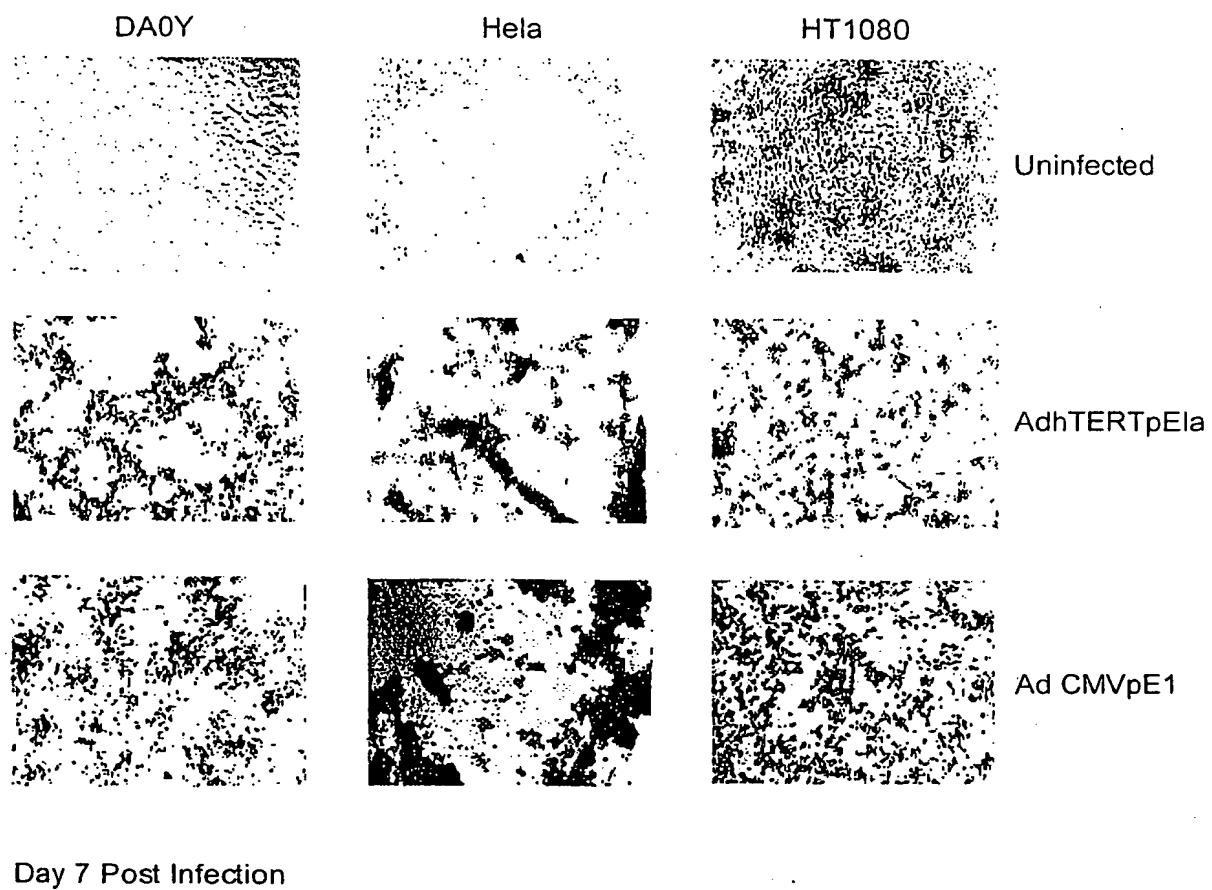 DA0Y Hela HT1080
Uninfected
AdhTERTpEla
Ad CMVpE1
Day 7 Post Infection